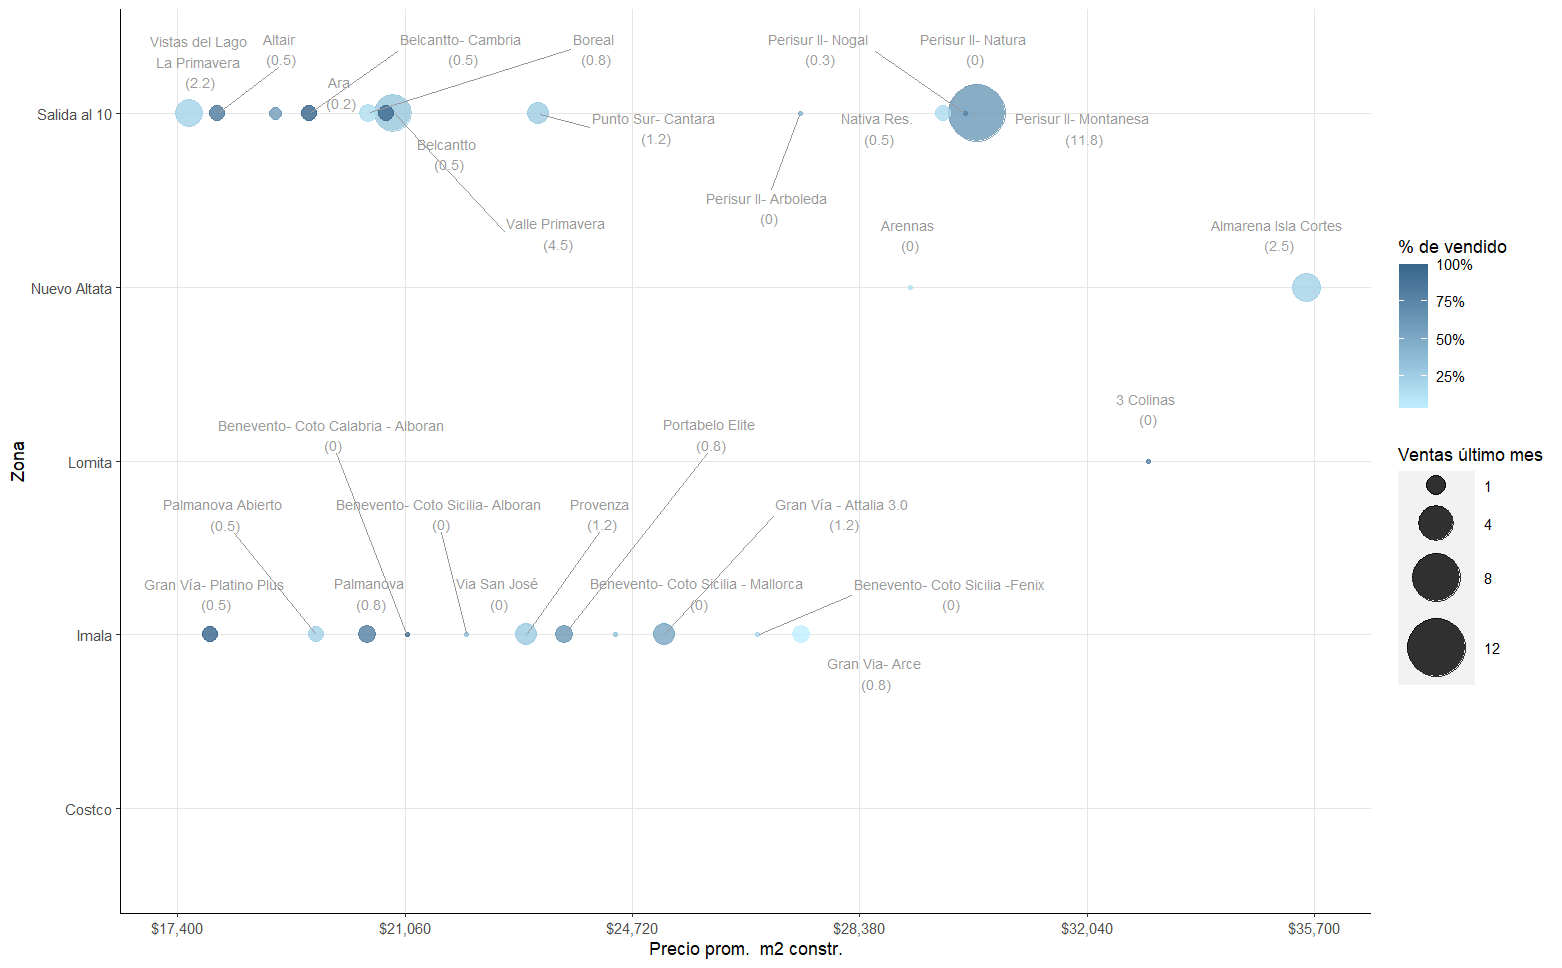 Vistas del Lago
La Primavera
(2.2)
Altair
(0.5)
Ara
(0.2)
Belcantto- Cambria
(0.5)
Boreal
(0.8)
Perisur II- Nogal
(0.3)
Perisur II- Natura
(0)
Salida al 10
Belcantto
(0.5)
Punto Sur- Cantara
(1.2)
Nativa Res.
(0.5)
Perisur II- Montanesa
(11.8)
Perisur II- Arboleda
(0)
Valle Primavera
(4.5)
Arennas
(0)
Almarena Isla Cortes
(2.5)
Nuevo Altata
3 Colinas
(0)
Benevento- Coto Calabria - Alboran
(0)
Portabelo Elite
(0.8)
Lomita
Palmanova Abierto
(0.5)
Benevento- Coto Sicilia- Alboran
(0)
Provenza
(1.2)
Gran Vía - Attalia 3.0
(1.2)
Gran Vía- Platino Plus
(0.5)
Palmanova
(0.8)
Via San José
(0)
Benevento- Coto Sicilia - Mallorca
(0)
Benevento- Coto Sicilia -Fenix
(0)
Imala
Gran Via- Arce
(0.8)
Costco
Zona
$17,400
$21,060
$24,720
$28,380
$32,040
$35,700
Precio prom.  m2 constr.
% de vendido
100%
75%
50%
25%
Ventas último mes
1
4
8
12